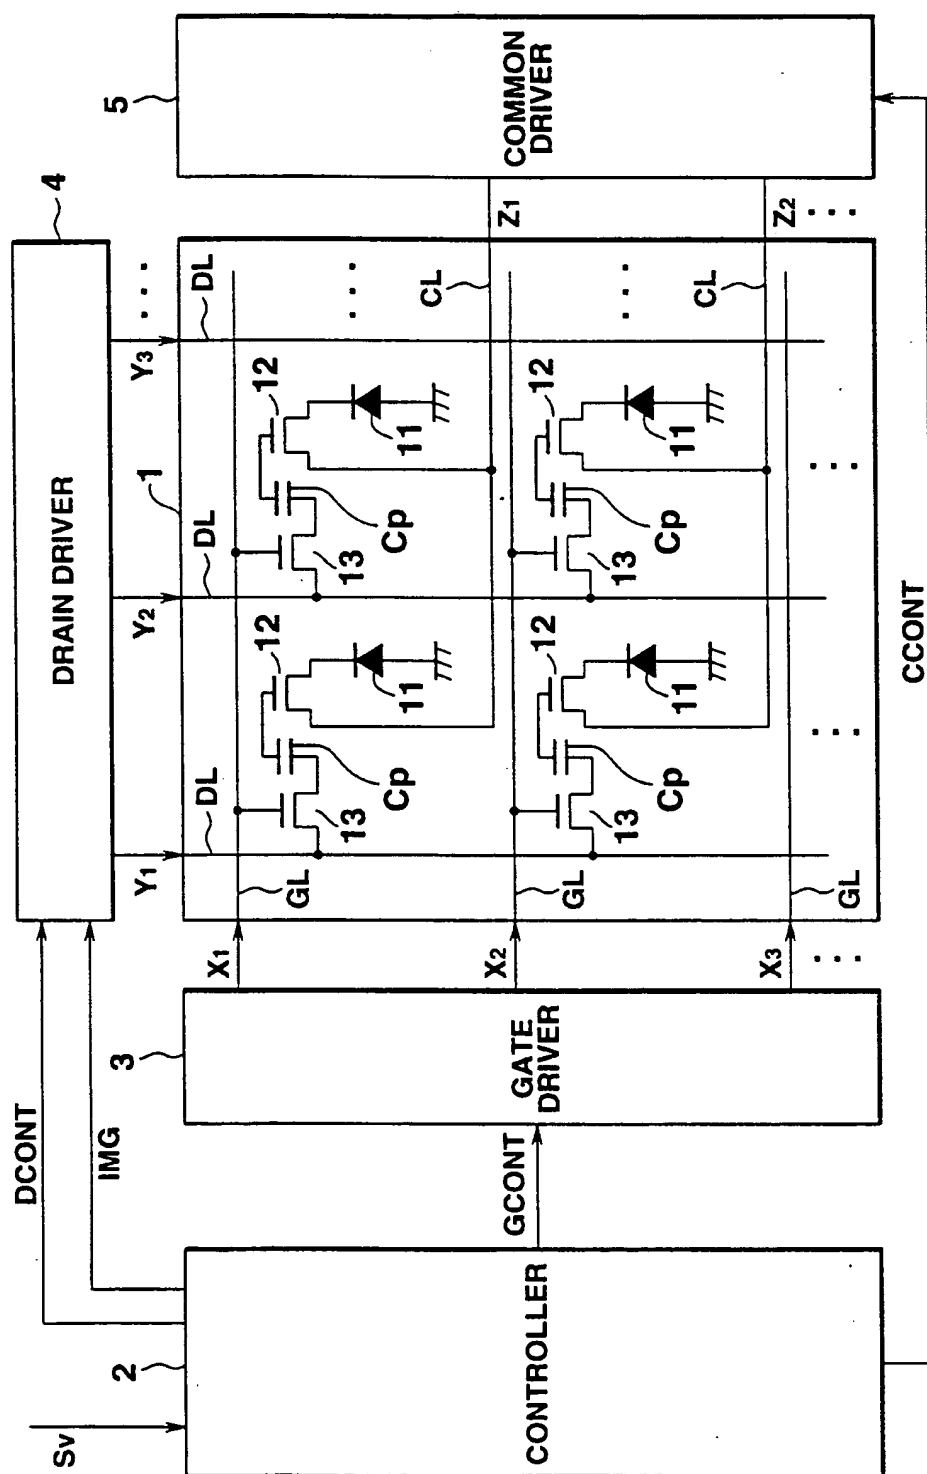 Sv
2
CONTROLLER
DCONT
IMG
GCONT
CCONT
3
GATE
DRIVER
X1
X2
X3
. . .
DRAIN DRIVER
4
Y1
Y2
Y3
. . .
1
DL
DL
DL
GL
GL
GL
13
Cp
12
11
13
Cp
12
11
. . .
13
Cp
12
11
13
Cp
12
11
. . .
. . .
. . .
CL
CL
Z1
Z2
. . .
5
COMMON
DRIVER